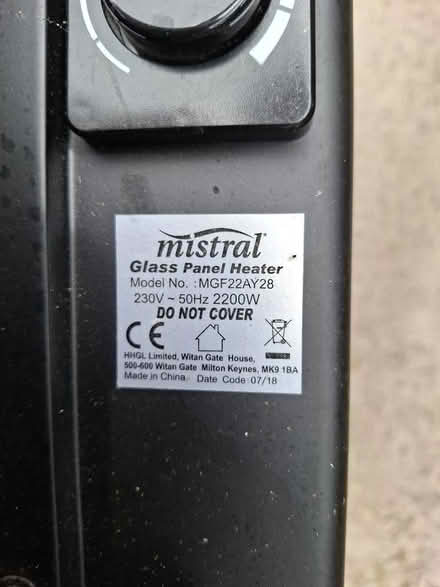 mistral
Glass Panel Heater
Model No. :MGF22AY28
230V ~ 50Hz 2200W
DO NOT COVER
CE
HHGL Limited, Witan Gate House,
500-600 Witan Gate Milton Keynes, MK9 1BA
Made in China. Date Code: 07/18